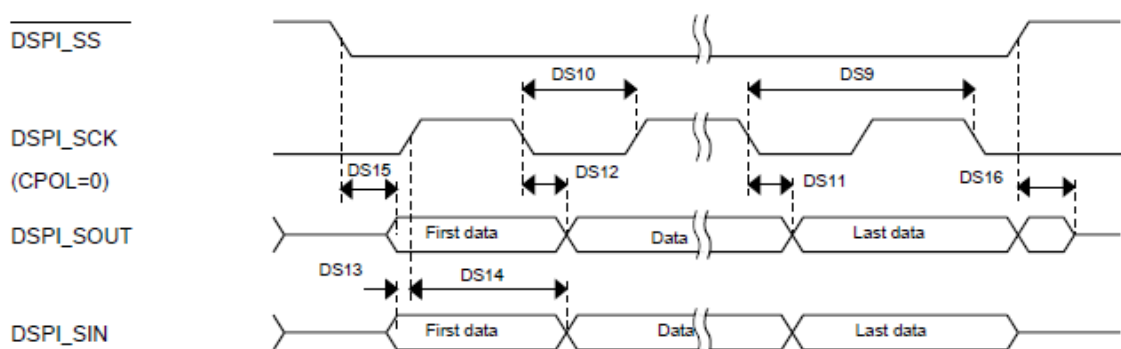 DSPI_SS
DS10
DS9
DSPI_SCK
(CPOL=0)
DS15
DS12
DS11
DS16
DSPI_SOUT
First data
Data
Last data
DS13
DS14
DSPI_SIN
First data
Data
Last data